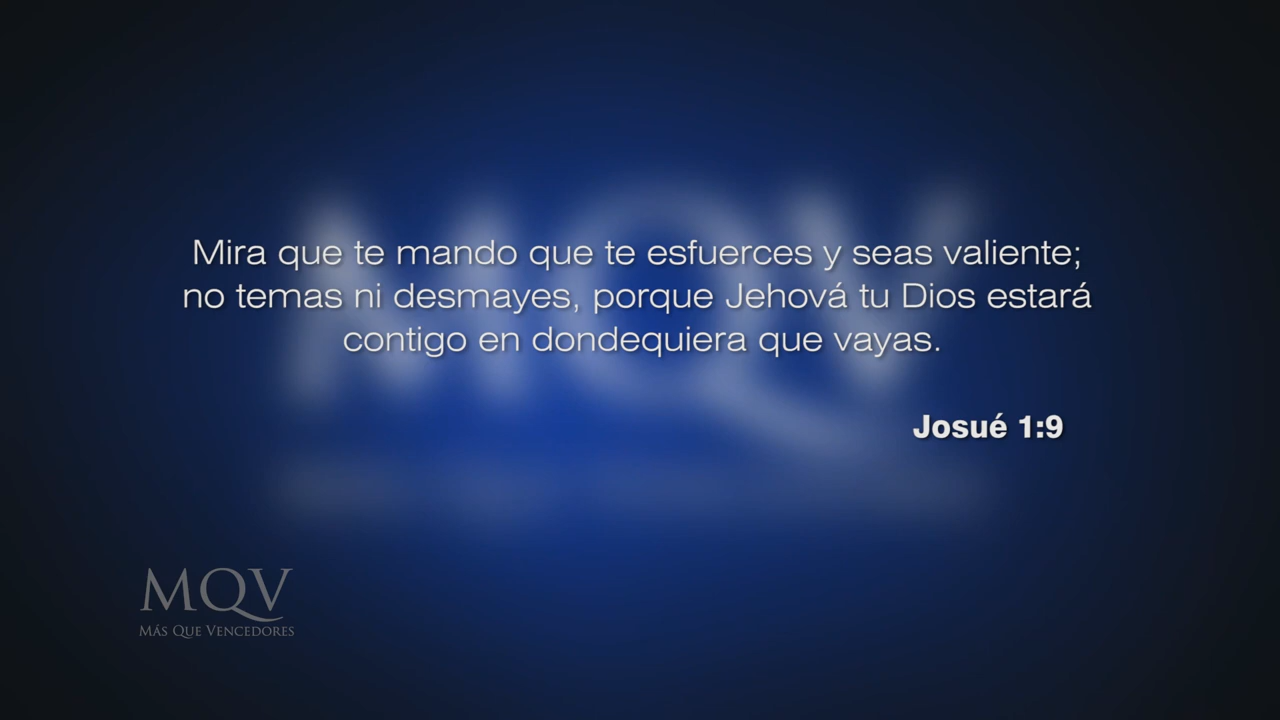 Mira que te mando que te esfuerces y seas valiente;
no temas ni desmayes, porque Jehová tu Dios estará
contigo en dondequiera que vayas.
Josué 1:9
MQV
MÁS QUE VENCEDORES